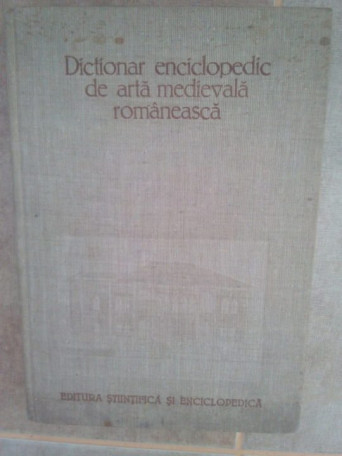 Dicționar enciclopedic
de artă medievală
românească
EDITURA ȘTIINȚIFICĂ ȘI ENCICLOPEDICĂ